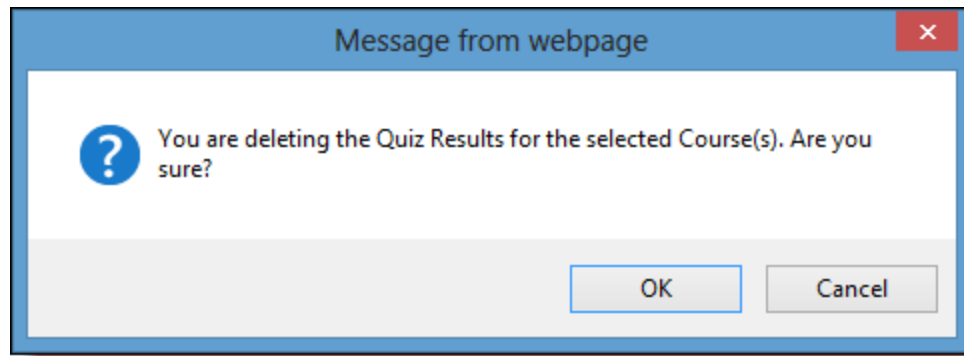 Message from webpage
You are deleting the Quiz Results for the selected Course(s). Are you
sure?
OK
Cancel